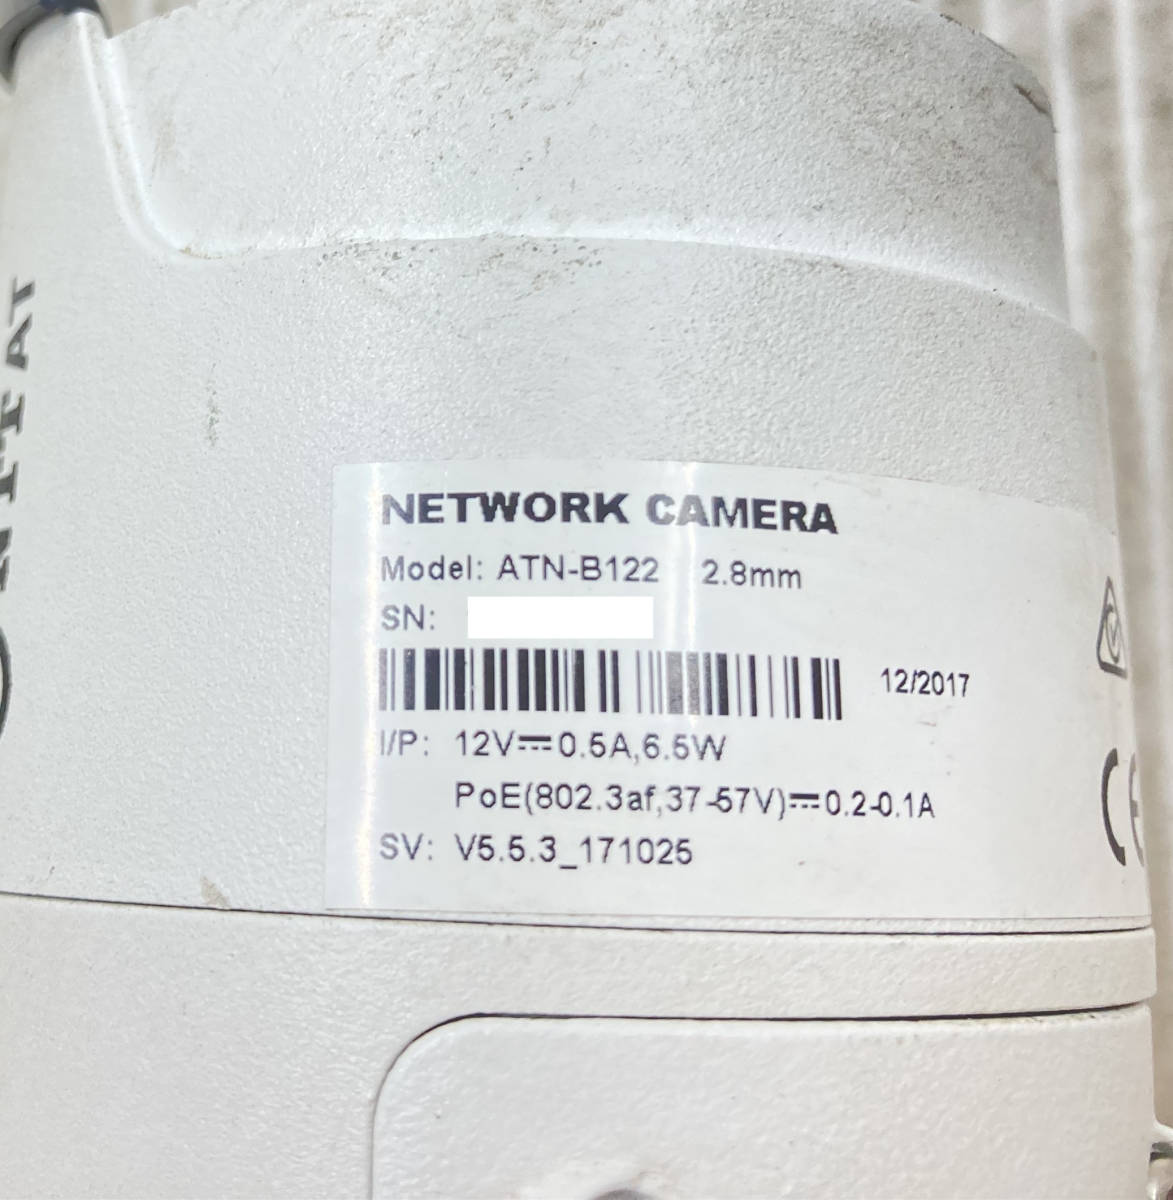 NETWORK CAMERA
Model: ATN-B122 2.8mm
SN:
12/2017
I/P: 12V⎓0.5A,6.5W
PoE(802.3af,37-57V)⎓0.2-0.1A
SV: V5.5.3_171025
CE